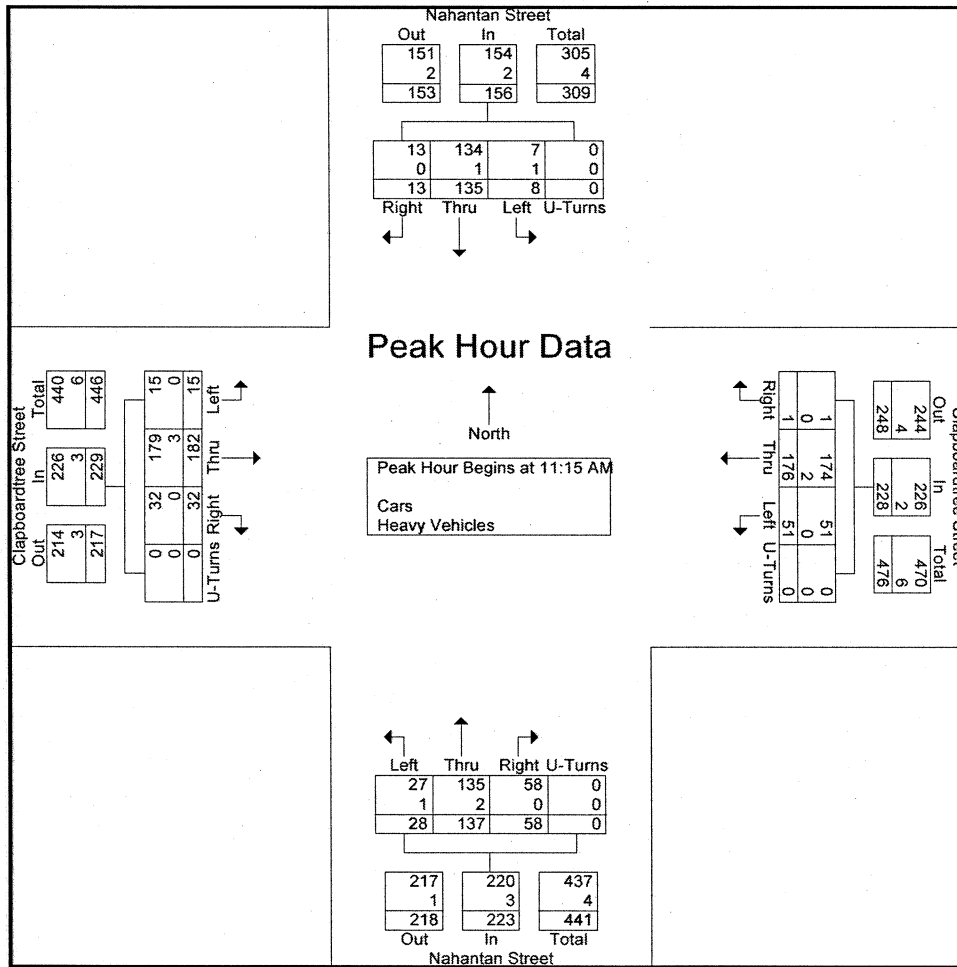 Nahantan Street
Out In Total
151 154 305
2 2 4
153 156 309
13 134 7 0
0 1 1 0
13 135 8 0
Right Thru Left U-Turns
Peak Hour Data
North
Peak Hour Begins at 11:15 AM
Cars
Heavy Vehicles
Clapboardtree Street
Out In Total
214 226 440
3 3 6
217 229 446
U-Turns Right Thru Left
0 32 179 15
0 0 3 0
0 32 182 15
Clapboardtree Street
Out In Total
244 226 470
4 2 6
248 228 476
1 174 51 0
0 2 0 0
1 176 51 0
Right Thru Left U-Turns
Left Thru Right U-Turns
27 135 58 0
1 2 0 0
28 137 58 0
217 220 437
1 3 4
218 223 441
Out In Total
Nahantan Street